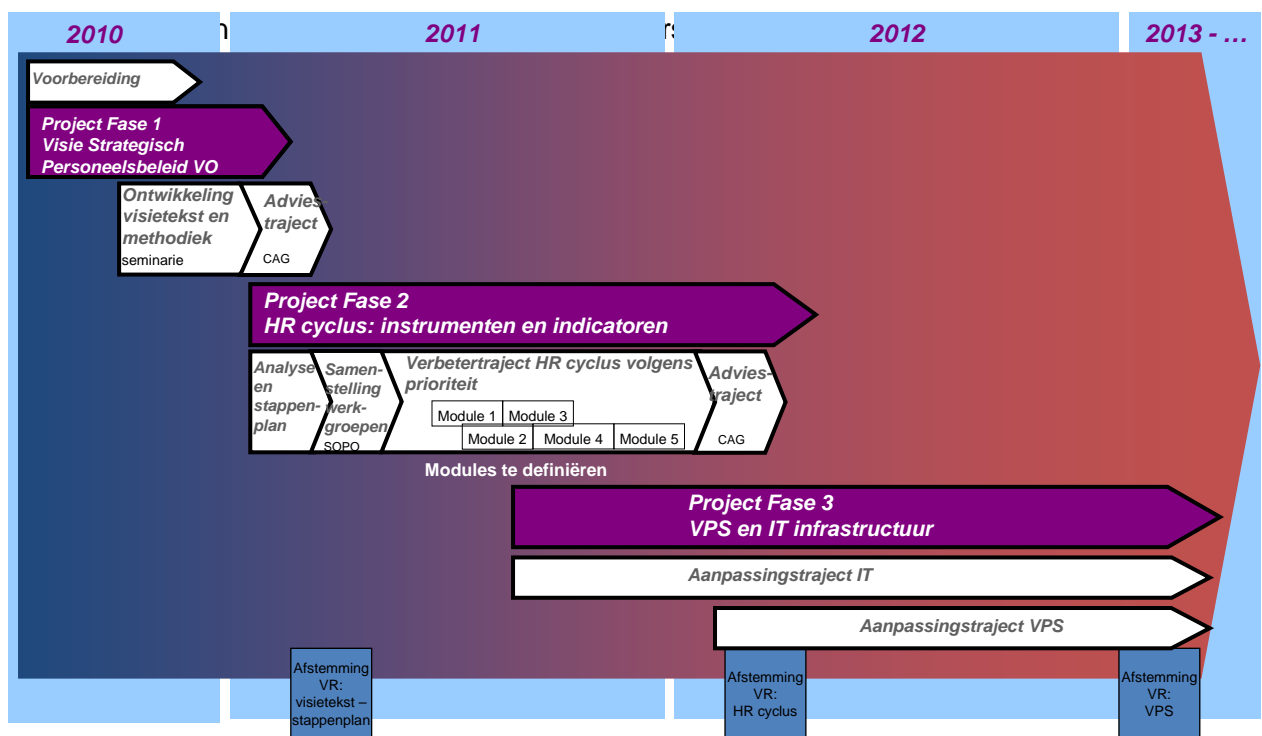 2010
2011
2012
2013 - …
Voorbereiding
Project Fase 1
Visie Strategisch
Personeelsbeleid VO
Ontwikkeling
visietekst en
methodiek
seminarie
Advies-
traject
CAG
Project Fase 2
HR cyclus: instrumenten en indicatoren
Analyse
en
stappen-
plan
Samen-
stelling
werk-
groepen
SOPO
Verbetertraject HR cyclus volgens
prioriteit
Module 1
Module 3
Module 2
Module 4
Module 5
Advies-
traject
CAG
Modules te definiëren
Project Fase 3
VPS en IT infrastructuur
Aanpassingstraject IT
Aanpassingstraject VPS
Afstemming
VR:
visietekst –
stappenplan
Afstemming
VR:
HR cyclus
Afstemming
VR:
VPS